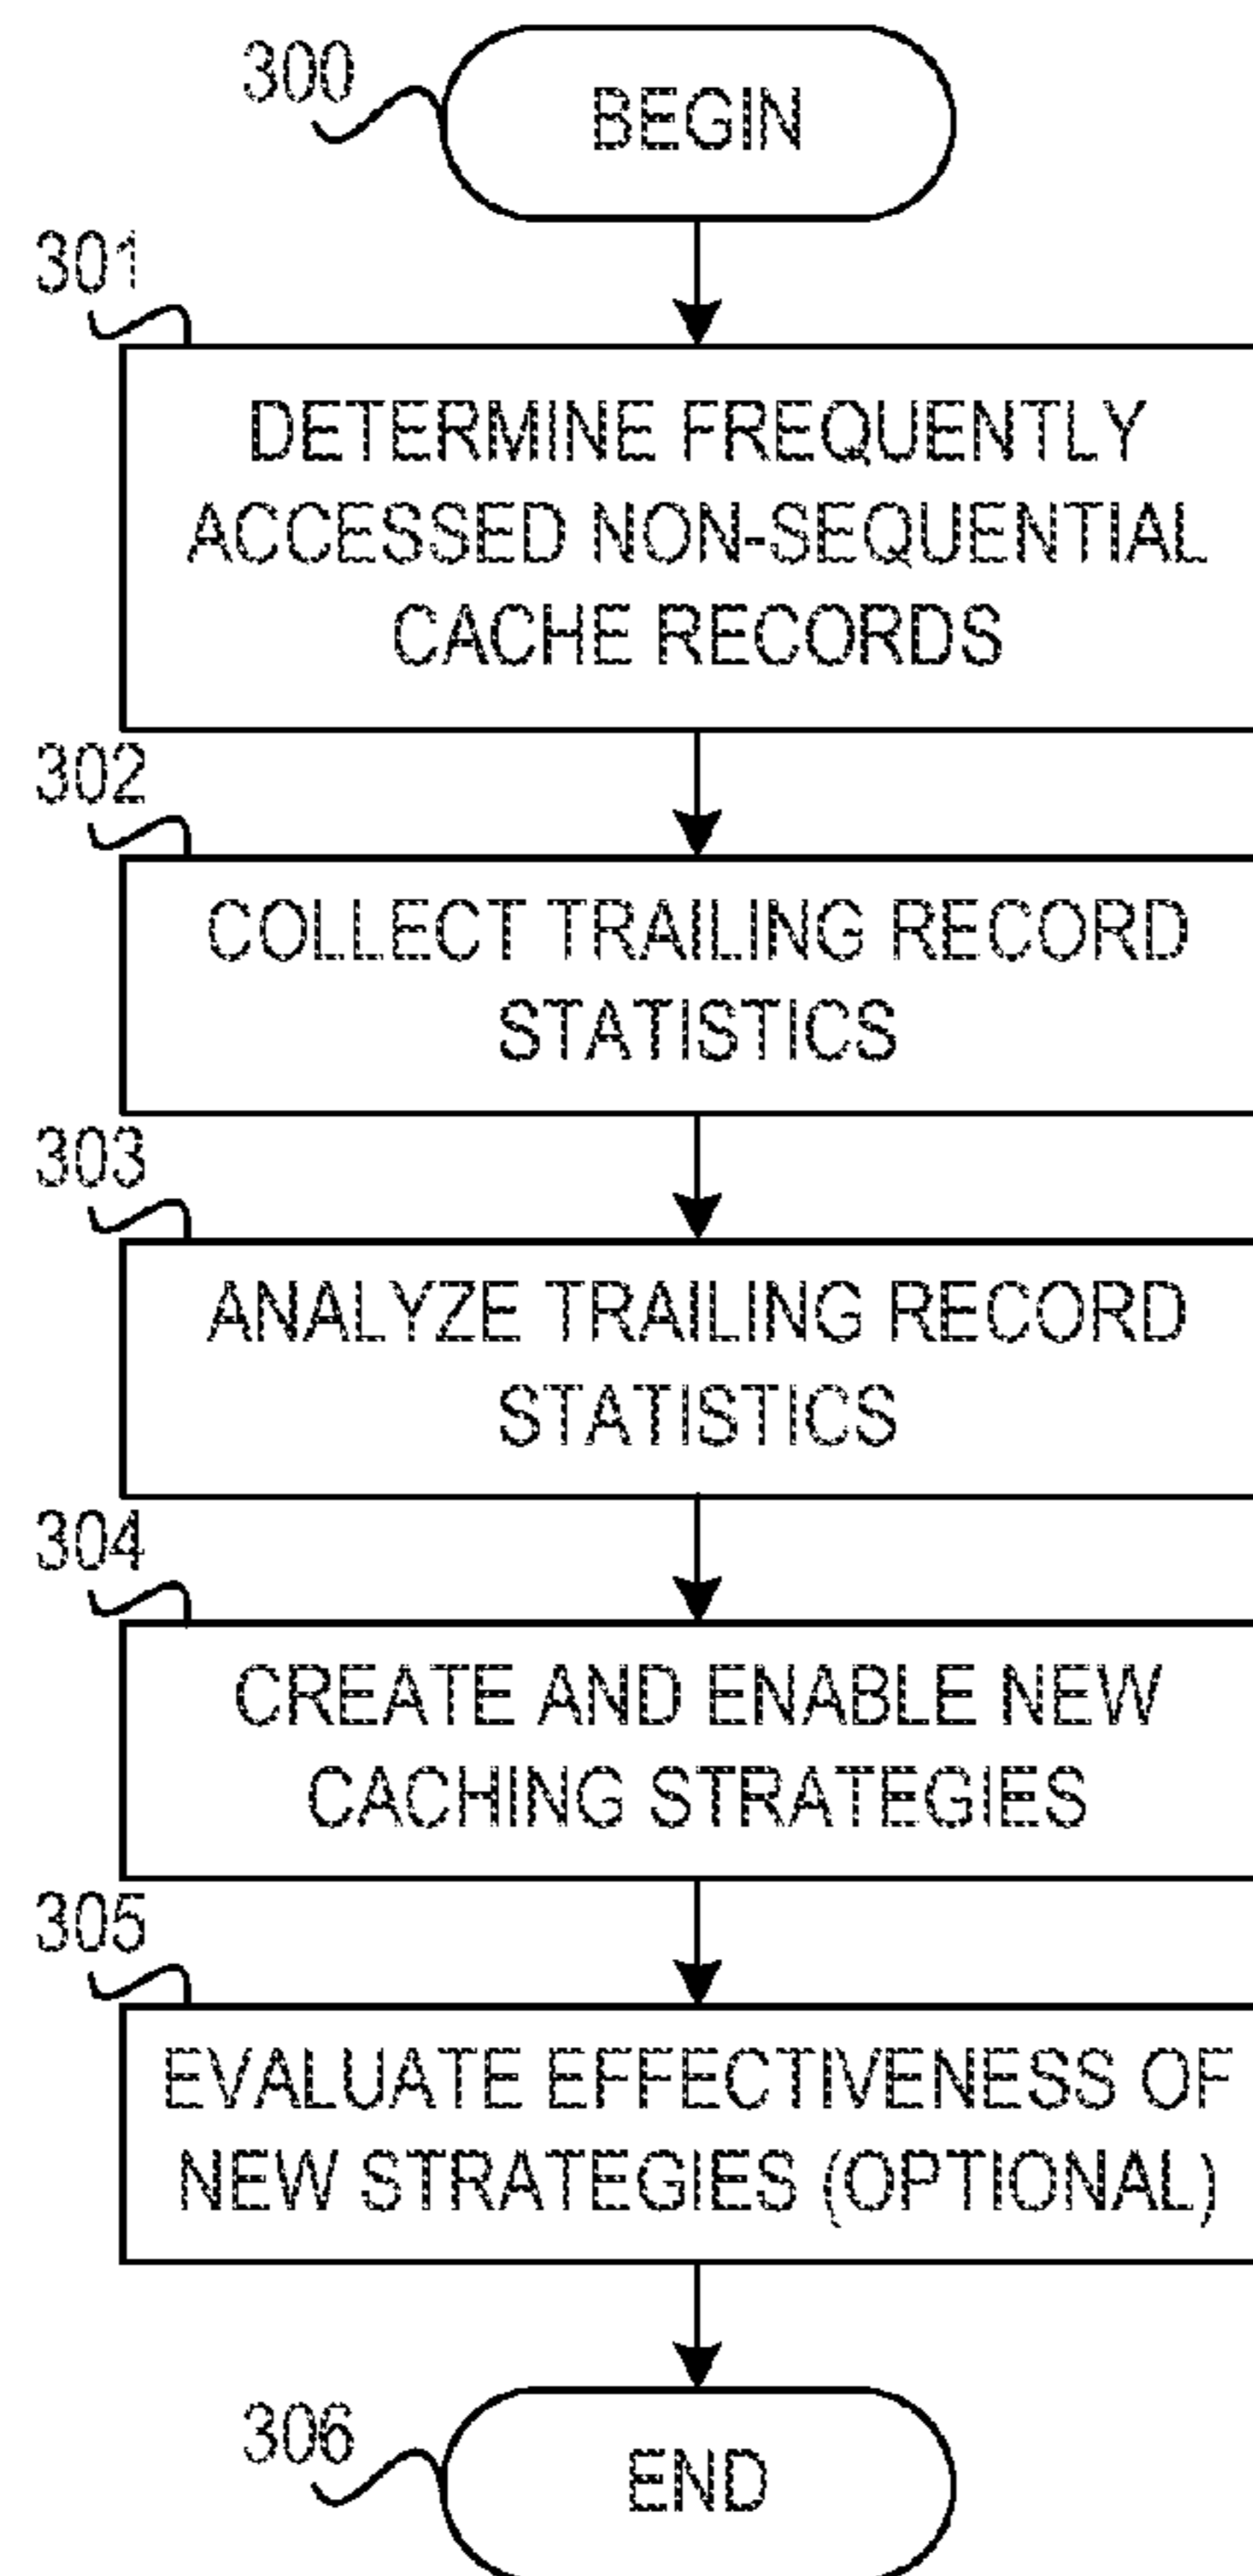 300
BEGIN
301
DETERMINE FREQUENTLY
ACCESSED NON-SEQUENTIAL
CACHE RECORDS
302
COLLECT TRAILING RECORD
STATISTICS
303
ANALYZE TRAILING RECORD
STATISTICS
304
CREATE AND ENABLE NEW
CACHING STRATEGIES
305
EVALUATE EFFECTIVENESS OF
NEW STRATEGIES (OPTIONAL)
306
END